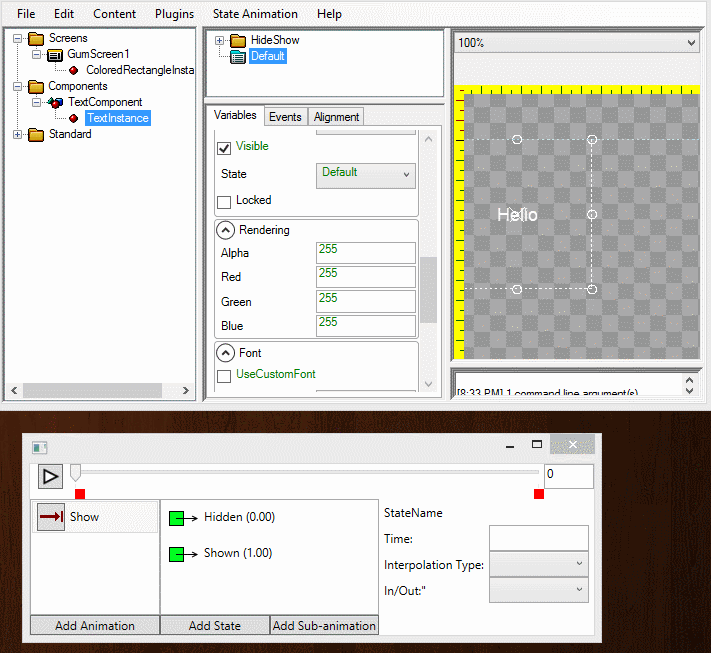 File Edit Content Plugins State Animation Help
Screens
GumScreen1
ColoredRectangleInsta
Components
TextComponent
TextInstance
Standard
HideShow
Default
Variables Events Alignment
Visible
State Default
Locked
Rendering
Alpha 255
Red 255
Green 255
Blue 255
Font
UseCustomFont
100%
Hello
[8:33 PM] 1 command line argument(s)
0
Show
Hidden (0.00)
Shown (1.00)
StateName
Time:
Interpolation Type:
In/Out:"
Add Animation Add State Add Sub-animation